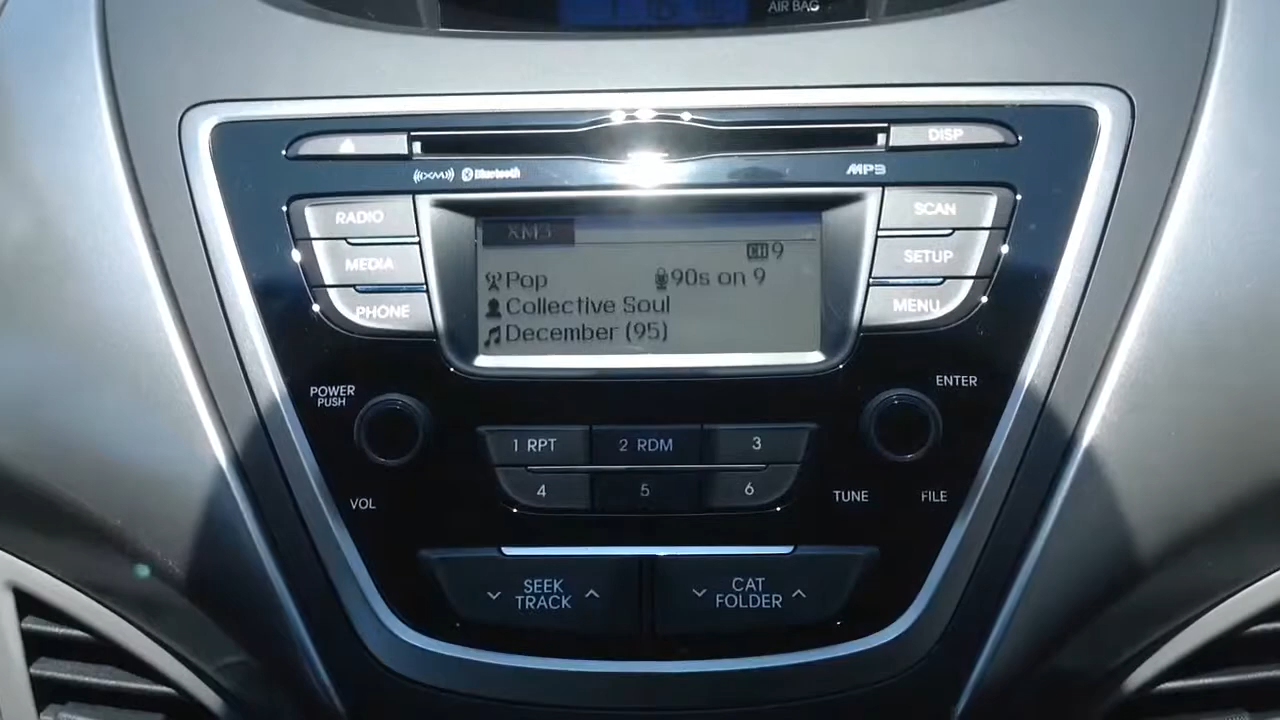 AIR BAG
DISP
((XM)) Bluetooth
MP3
RADIO
MEDIA
PHONE
XM3
CH 9
Pop 90s on 9
Collective Soul
December (95)
SCAN
SETUP
MENU
POWER
PUSH
VOL
1 RPT 2 RDM 3
4 5 6
ENTER
TUNE FILE
SEEK
TRACK
CAT
FOLDER